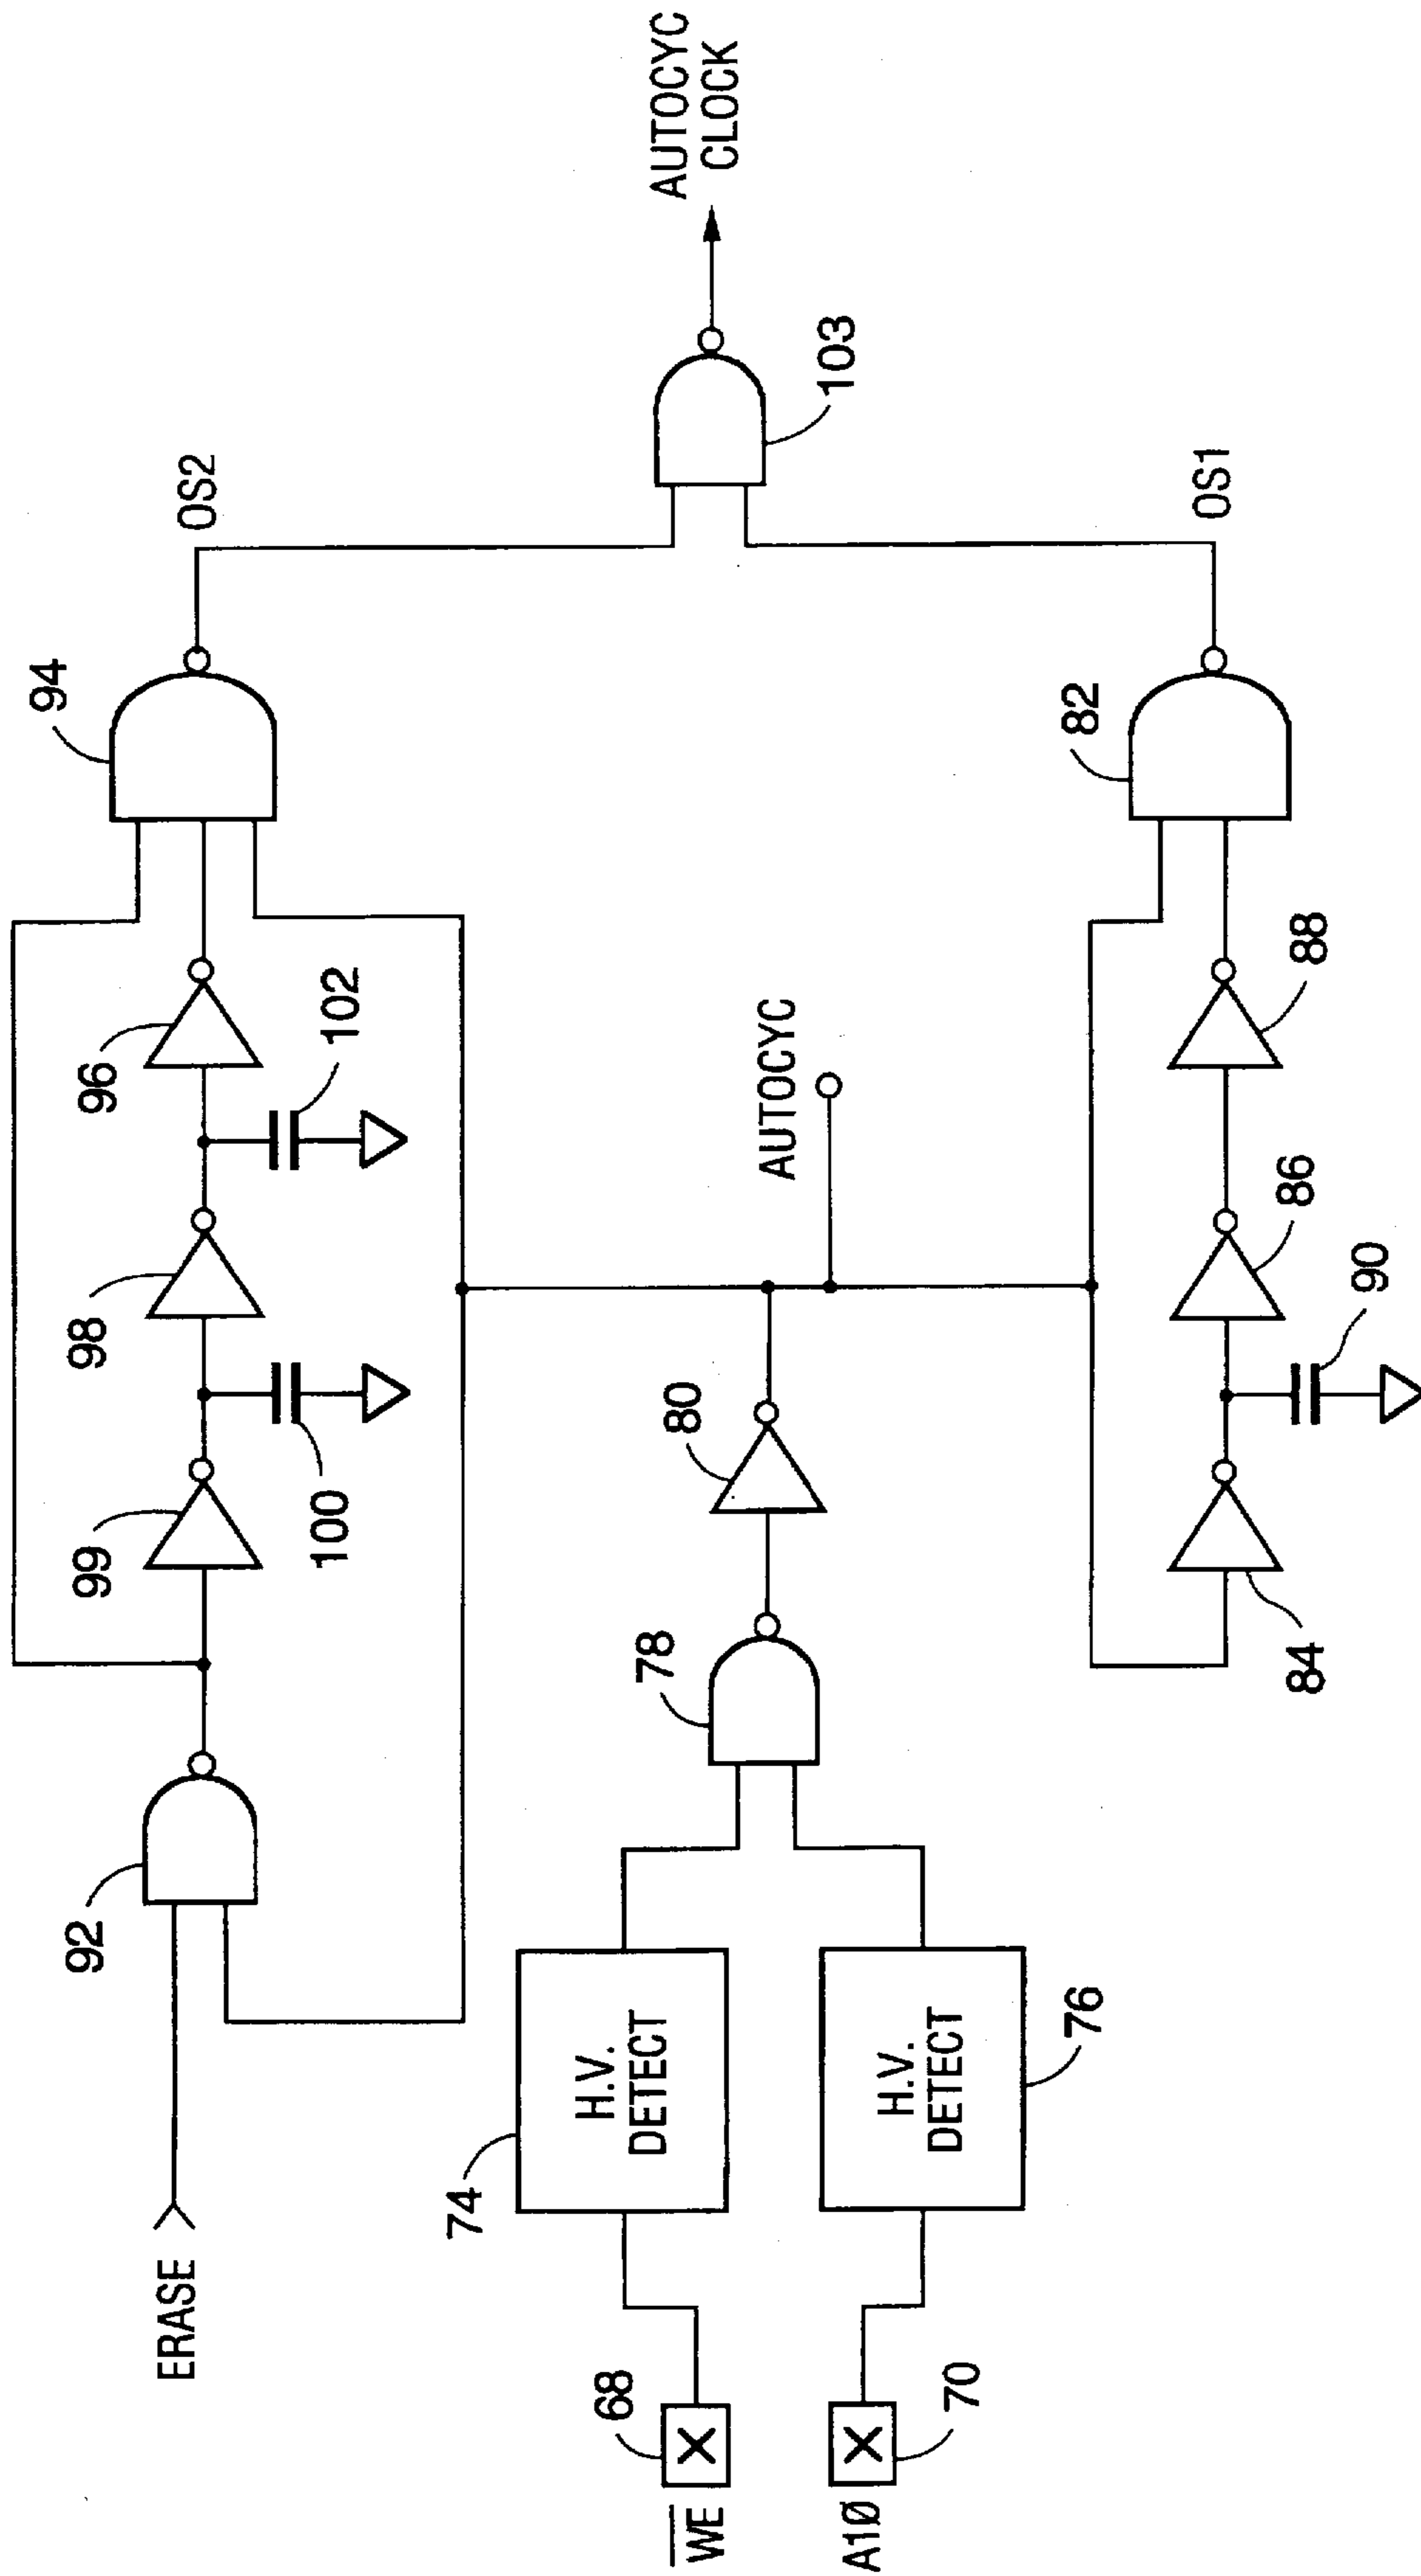 ERASE
92
99
100
98
102
96
94
OS2
WE
68
74
H.V.
DETECT
A1Ø
70
76
H.V.
DETECT
78
80
AUTOCYC
84
90
86
88
82
OS1
103
AUTOCYC
CLOCK